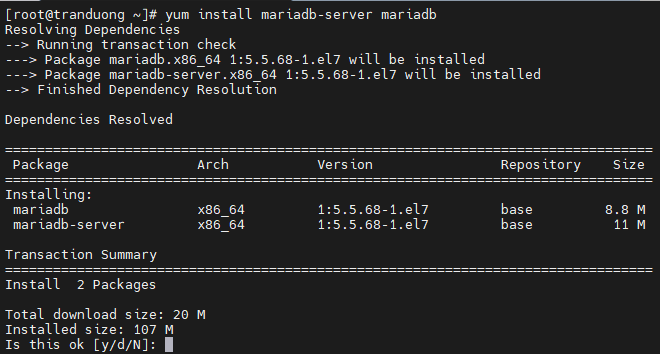 [root@tranduong ~]# yum install mariadb-server mariadb
Resolving Dependencies
--> Running transaction check
---> Package mariadb.x86_64 1:5.5.68-1.el7 will be installed
---> Package mariadb-server.x86_64 1:5.5.68-1.el7 will be installed
--> Finished Dependency Resolution
Dependencies Resolved
================================================================================
Package Arch Version Repository Size
================================================================================
Installing:
mariadb x86_64 1:5.5.68-1.el7 base 8.8 M
mariadb-server x86_64 1:5.5.68-1.el7 base 11 M
Transaction Summary
================================================================================
Install 2 Packages
Total download size: 20 M
Installed size: 107 M
Is this ok [y/d/N]: